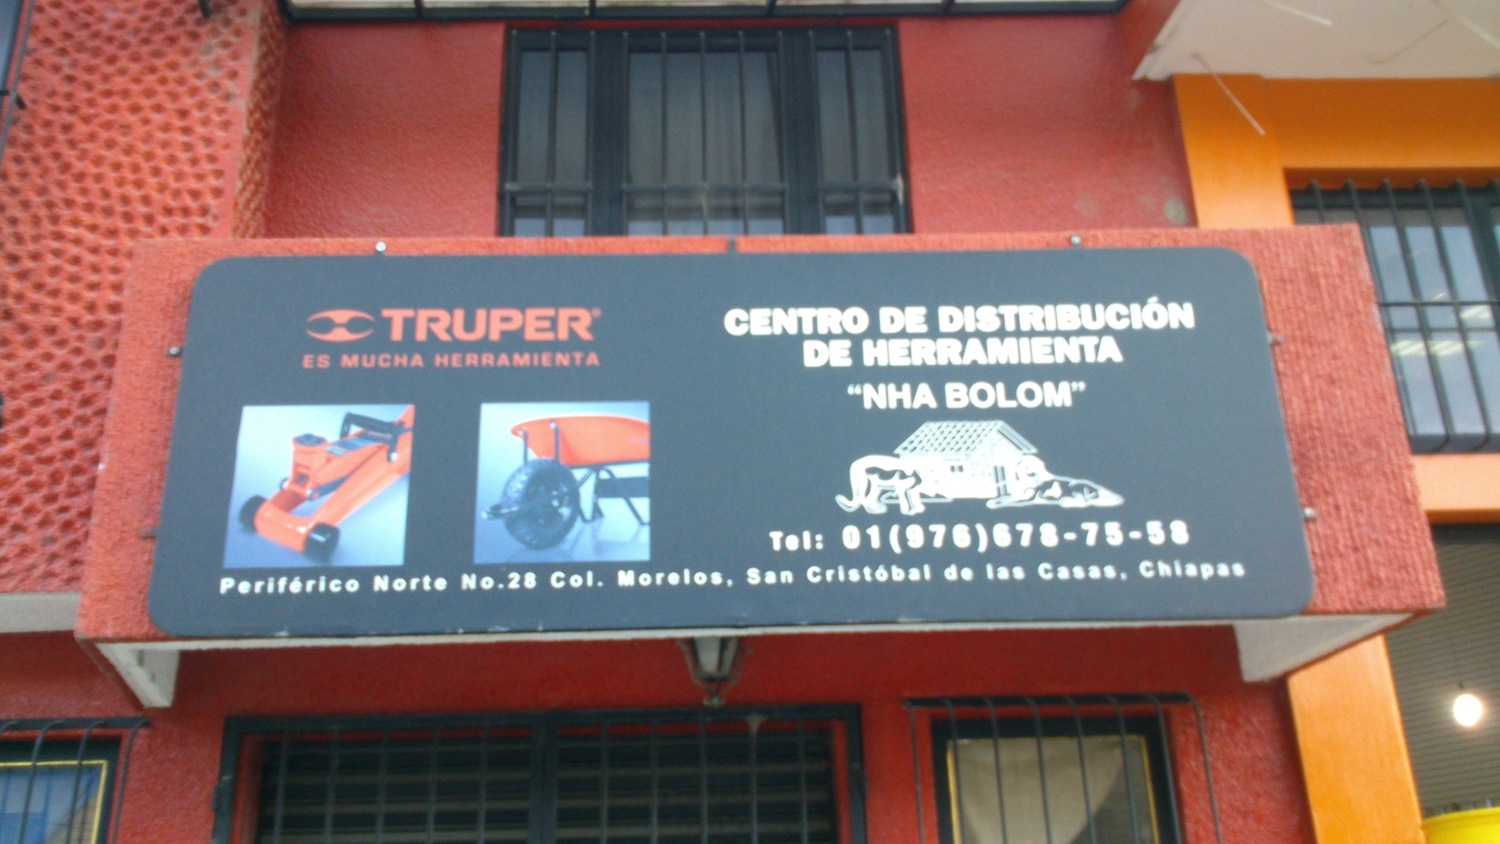 TRUPER®
ES MUCHA HERRAMIENTA
CENTRO DE DISTRIBUCIÓN
DE HERRAMIENTA
“NHA BOLOM”
Tel: 01(976)678-75-58
Periférico Norte No.28 Col. Morelos, San Cristóbal de las Casas, Chiapas